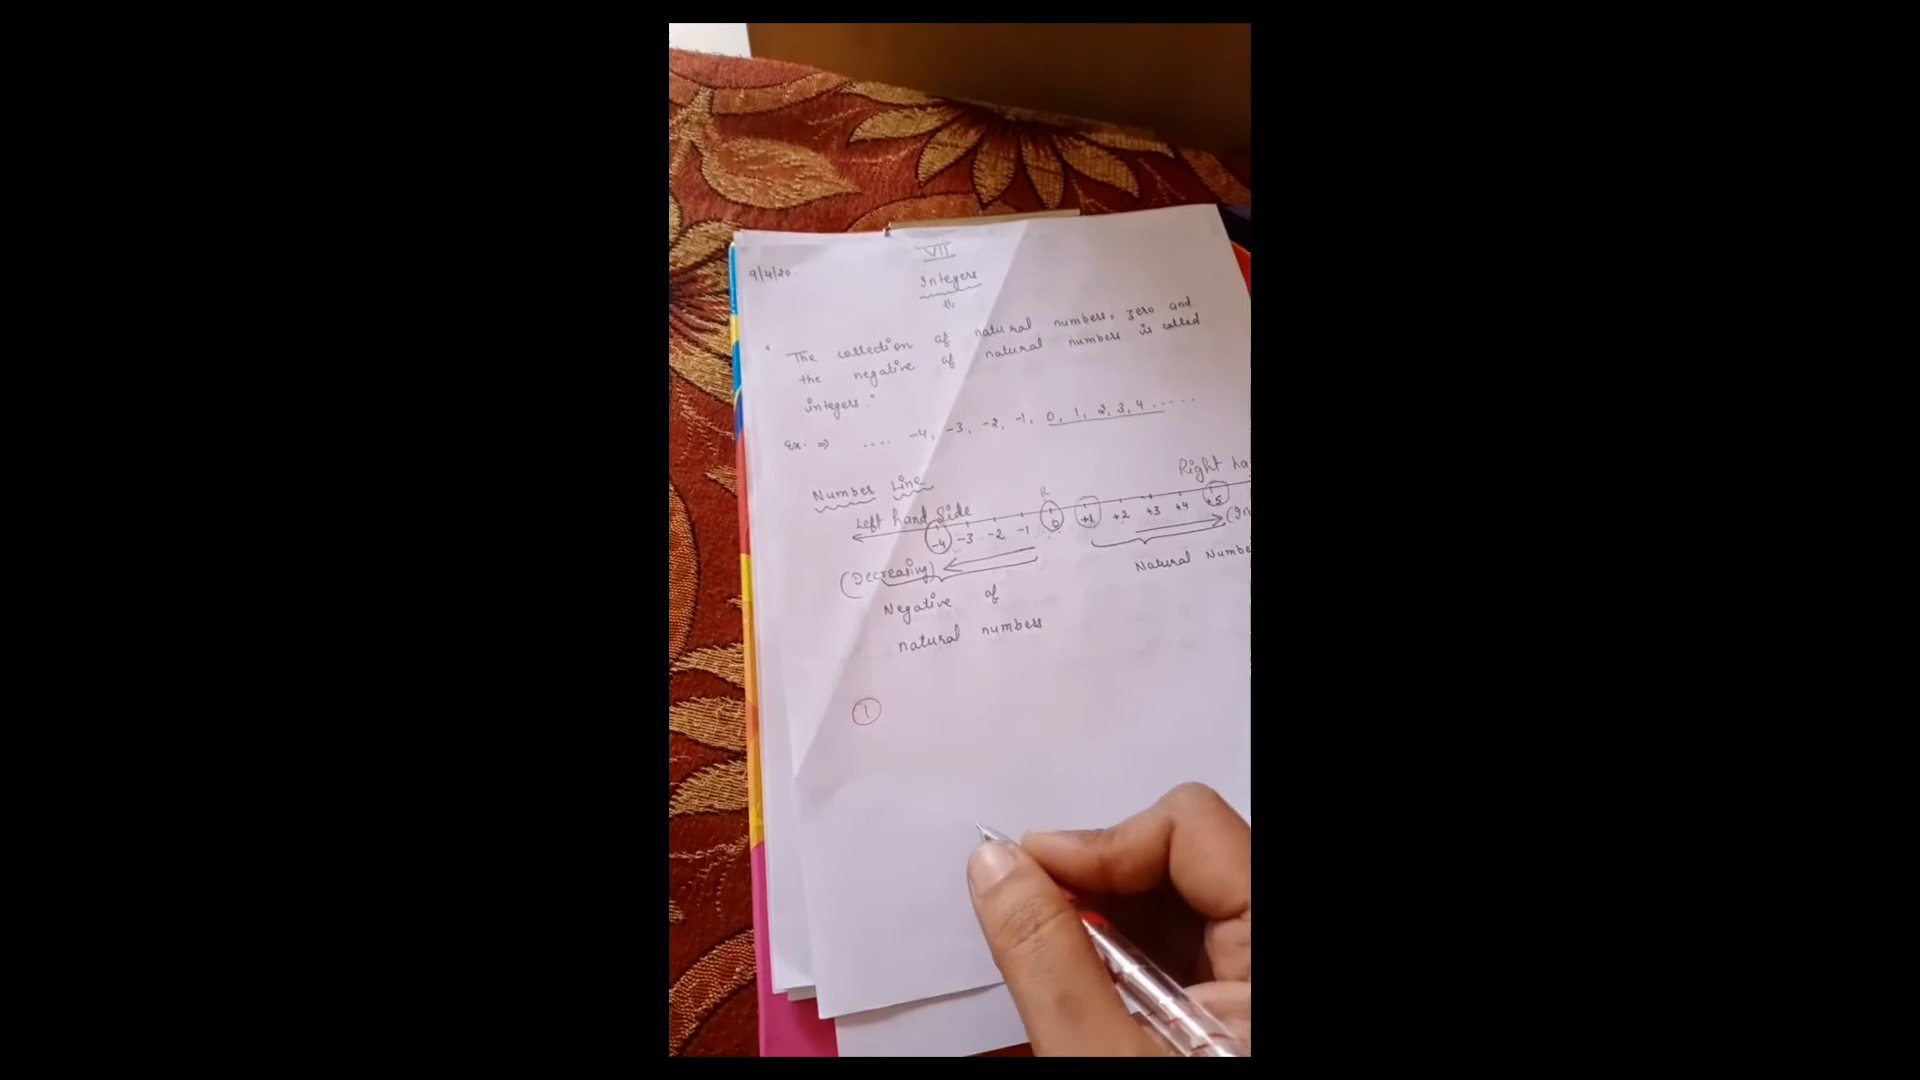 VII
9/4/20
Integers
" The collection of natural numbers, zero and
the negative of natural numbers is called
integers."
Ex. ⇒ .... -4, -3, -2, -1, 0, 1, 2, 3, 4 .....
Number Line
Right
Left hand Side
R
-4 -3 -2 -1 0 +1 +2 +3 +4 +5
(Decreasing)
Natural
Negative of
natural numbers
1